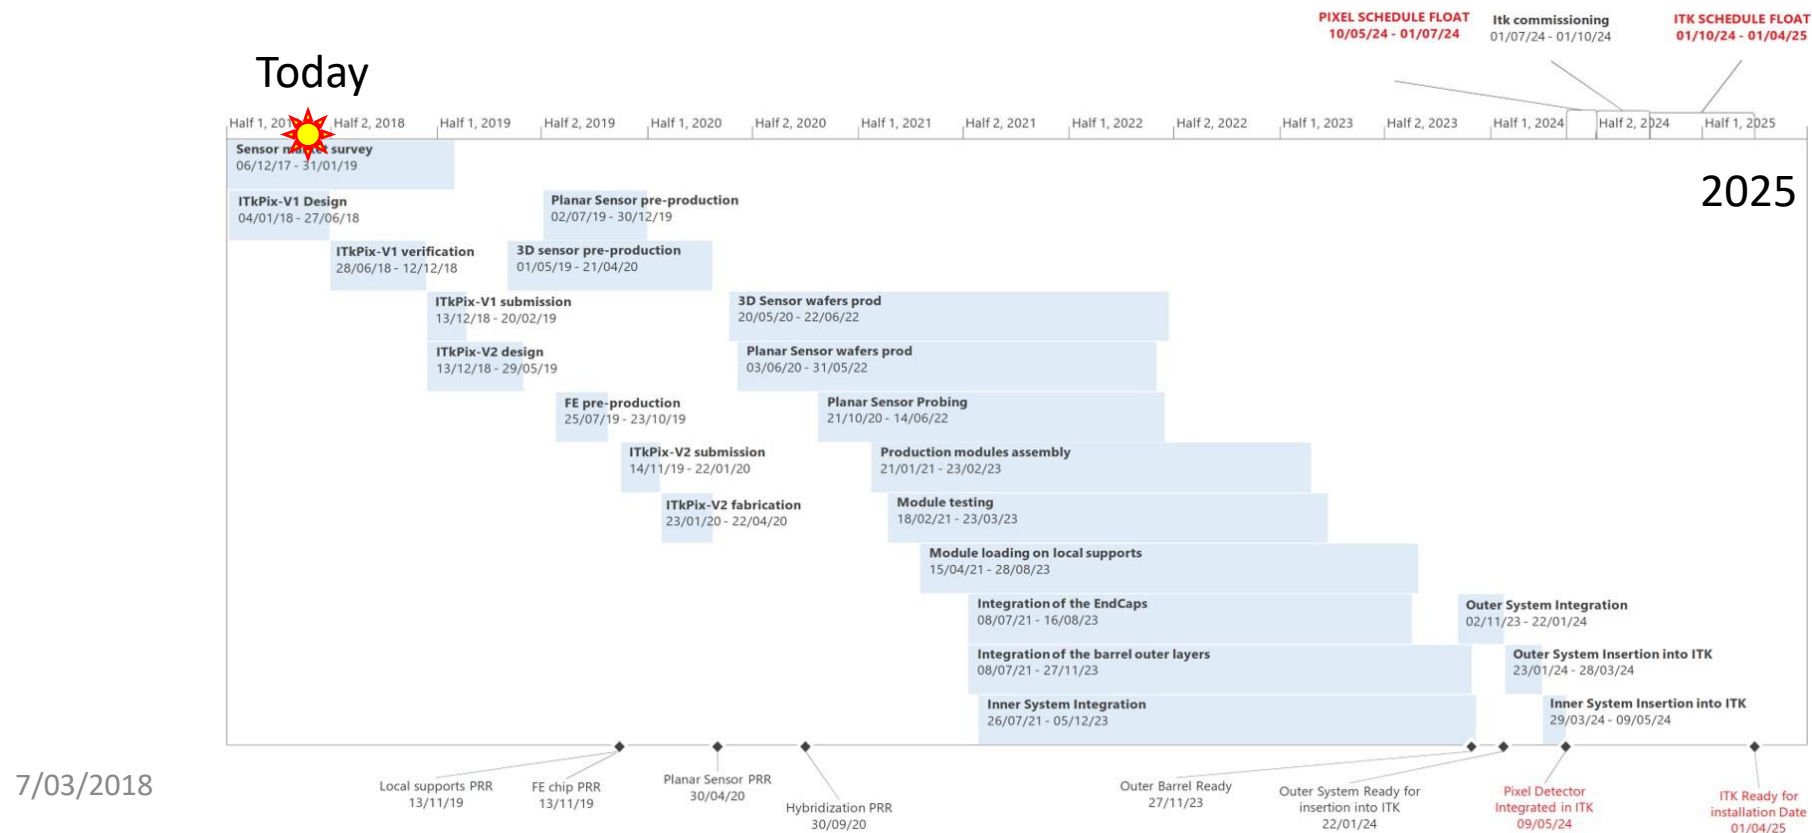 PIXEL SCHEDULE FLOAT
10/05/24 - 01/07/24
Itk commissioning
01/07/24 - 01/10/24
ITK SCHEDULE FLOAT
01/10/24 - 01/04/25
Today
Half 1, 201
Half 2, 2018
Half 1, 2019
Half 2, 2019
Half 1, 2020
Half 2, 2020
Half 1, 2021
Half 2, 2021
Half 1, 2022
Half 2, 2022
Half 1, 2023
Half 2, 2023
Half 1, 2024
Half 2, 2024
Half 1, 2025
Sensor market survey
06/12/17 - 31/01/19
2025
ITkPix-V1 Design
04/01/18 - 27/06/18
Planar Sensor pre-production
02/07/19 - 30/12/19
ITkPix-V1 verification
28/06/18 - 12/12/18
3D sensor pre-production
01/05/19 - 21/04/20
ITkPix-V1 submission
13/12/18 - 20/02/19
3D Sensor wafers prod
20/05/20 - 22/06/22
ITkPix-V2 design
13/12/18 - 29/05/19
Planar Sensor wafers prod
03/06/20 - 31/05/22
FE pre-production
25/07/19 - 23/10/19
Planar Sensor Probing
21/10/20 - 14/06/22
ITkPix-V2 submission
14/11/19 - 22/01/20
Production modules assembly
21/01/21 - 23/02/23
ITkPix-V2 fabrication
23/01/20 - 22/04/20
Module testing
18/02/21 - 23/03/23
Module loading on local supports
15/04/21 - 28/08/23
Integration of the EndCaps
08/07/21 - 16/08/23
Outer System Integration
02/11/23 - 22/01/24
Integration of the barrel outer layers
08/07/21 - 27/11/23
Outer System Insertion into ITK
23/01/24 - 28/03/24
Inner System Integration
26/07/21 - 05/12/23
Inner System Insertion into ITK
29/03/24 - 09/05/24
7/03/2018
Local supports PRR
13/11/19
FE chip PRR
13/11/19
Planar Sensor PRR
30/04/20
Hybridization PRR
30/09/20
Outer Barrel Ready
27/11/23
Outer System Ready for
insertion into ITK
22/01/24
Pixel Detector
Integrated in ITK
09/05/24
ITK Ready for
installation Date
01/04/25